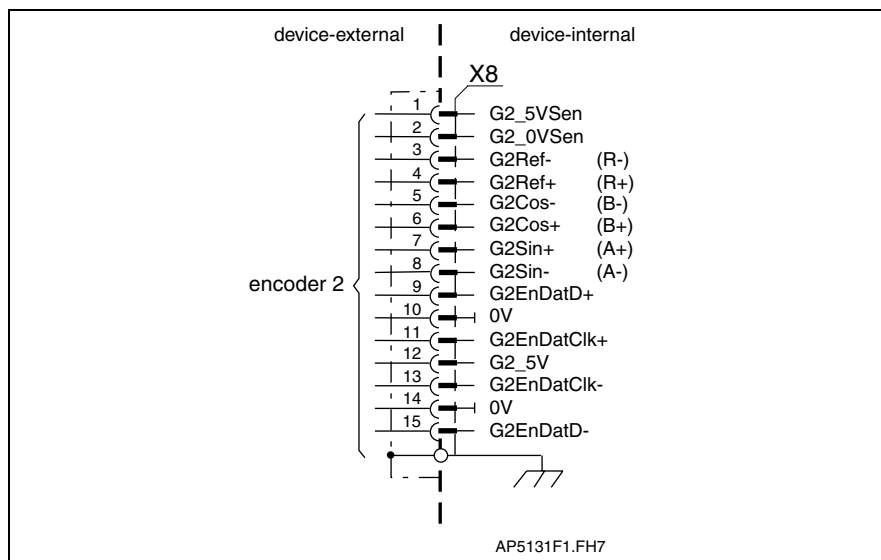 device-external device-internal
X8
1 G2_5VSen
2 G2_0VSen
3 G2Ref- (R-)
4 G2Ref+ (R+)
5 G2Cos- (B-)
6 G2Cos+ (B+)
7 G2Sin+ (A+)
8 G2Sin- (A-)
encoder 2
9 G2EnDatD+
10 0V
11 G2EnDatClk+
12 G2_5V
13 G2EnDatClk-
14 0V
15 G2EnDatD-
AP5131F1.FH7